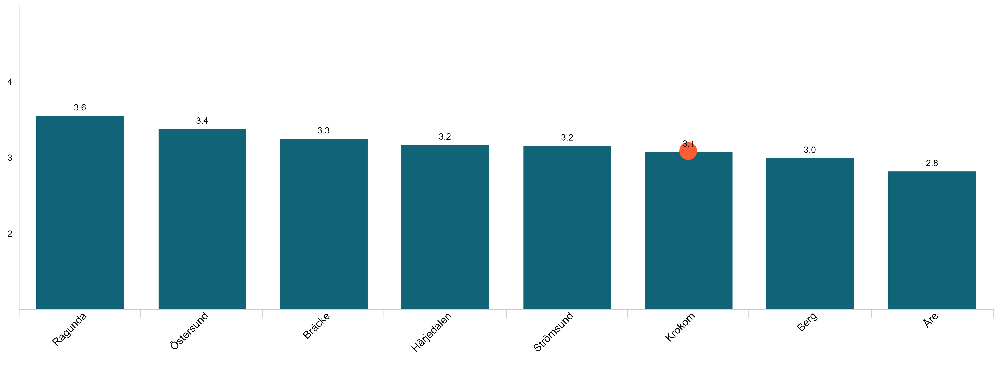 4
3
2
3.6
3.4
3.3
3.2
3.2
3.1
3.0
2.8
Ragunda
Östersund
Bräcke
Härjedalen
Strömsund
Krokom
Berg
Åre